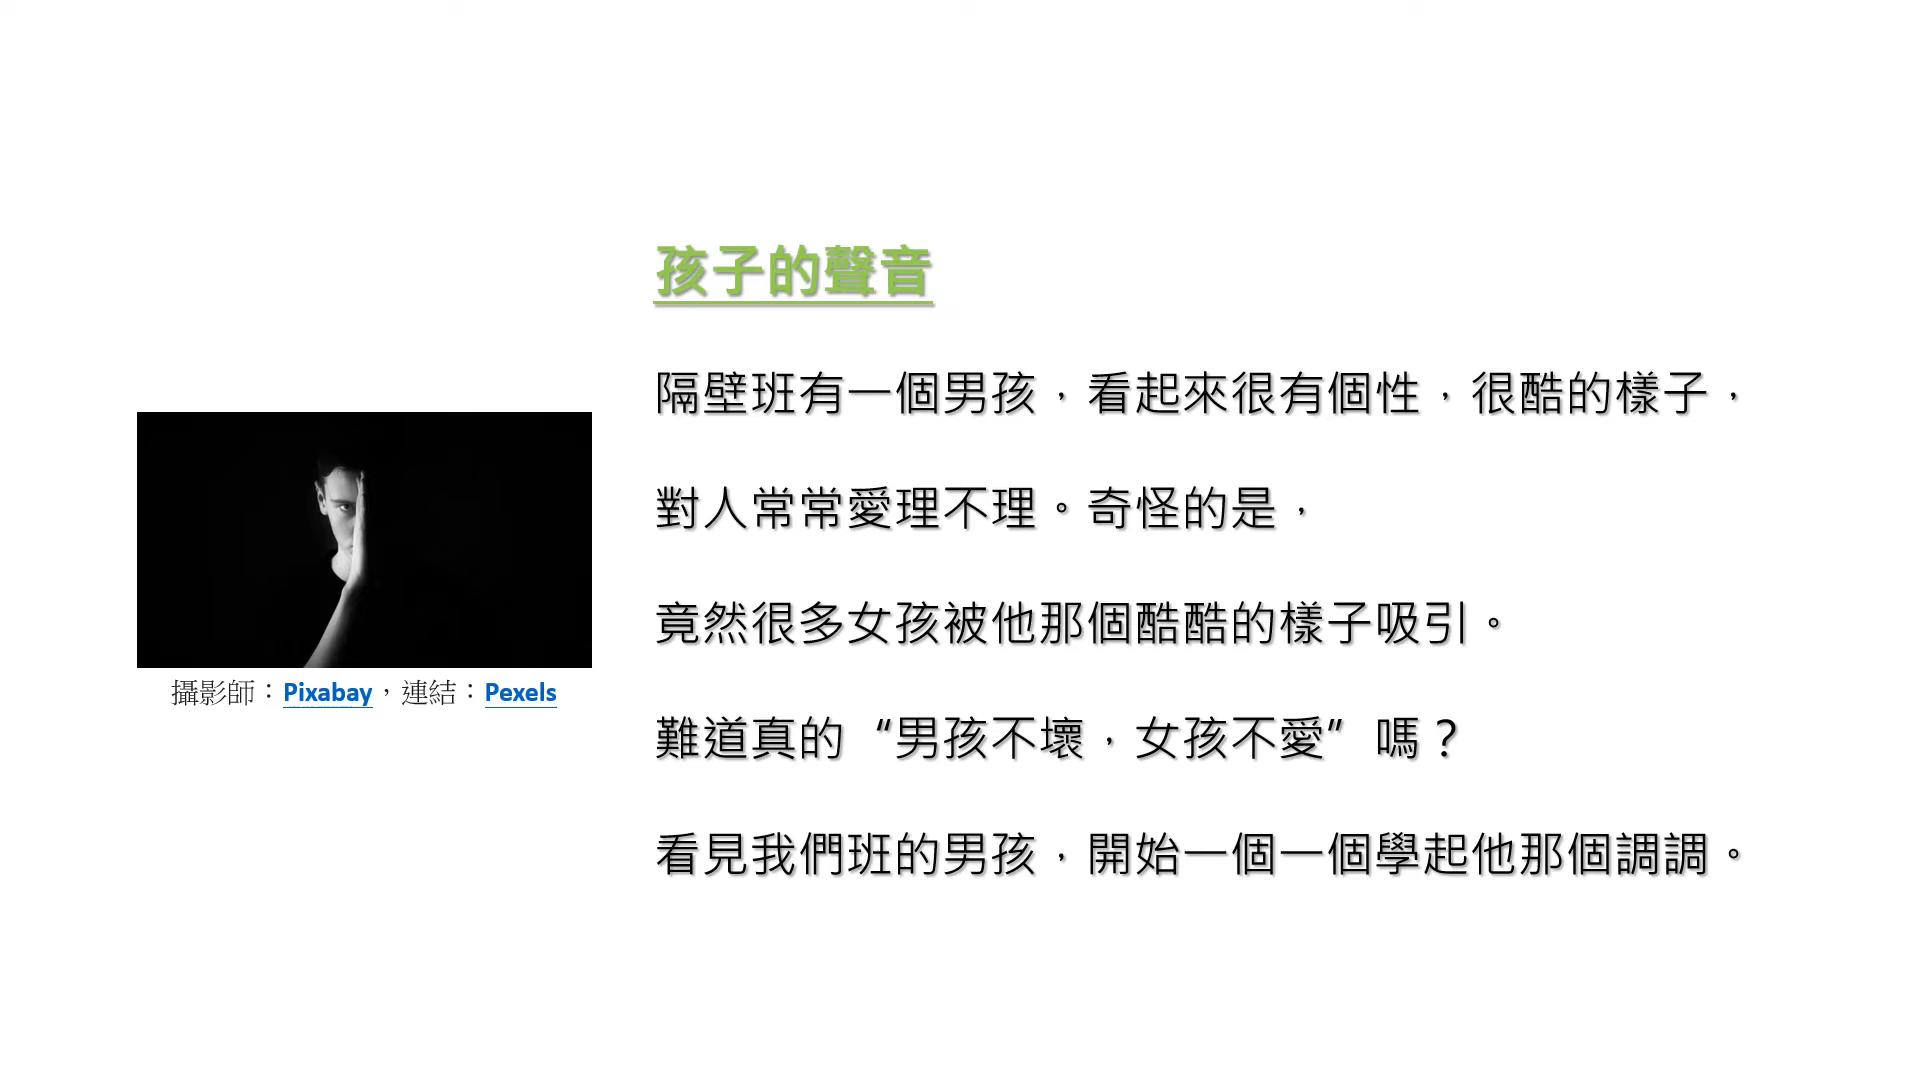 孩子的聲音
隔壁班有一個男孩，看起來很有個性，很酷的樣子，
對人常常愛理不理。奇怪的是，
竟然很多女孩被他那個酷酷的樣子吸引。
難道真的“男孩不壞，女孩不愛”嗎？
看見我們班的男孩，開始一個一個學起他那個調調。
攝影師：Pixabay，連結：Pexels